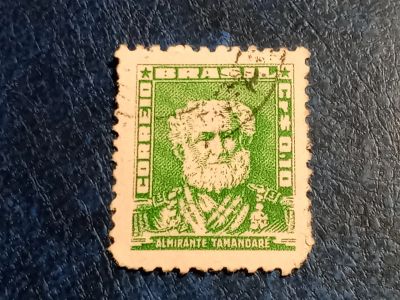 BRASIL
CORREIO
CR$ 0,10
ALMIRANTE TAMANDARÉ